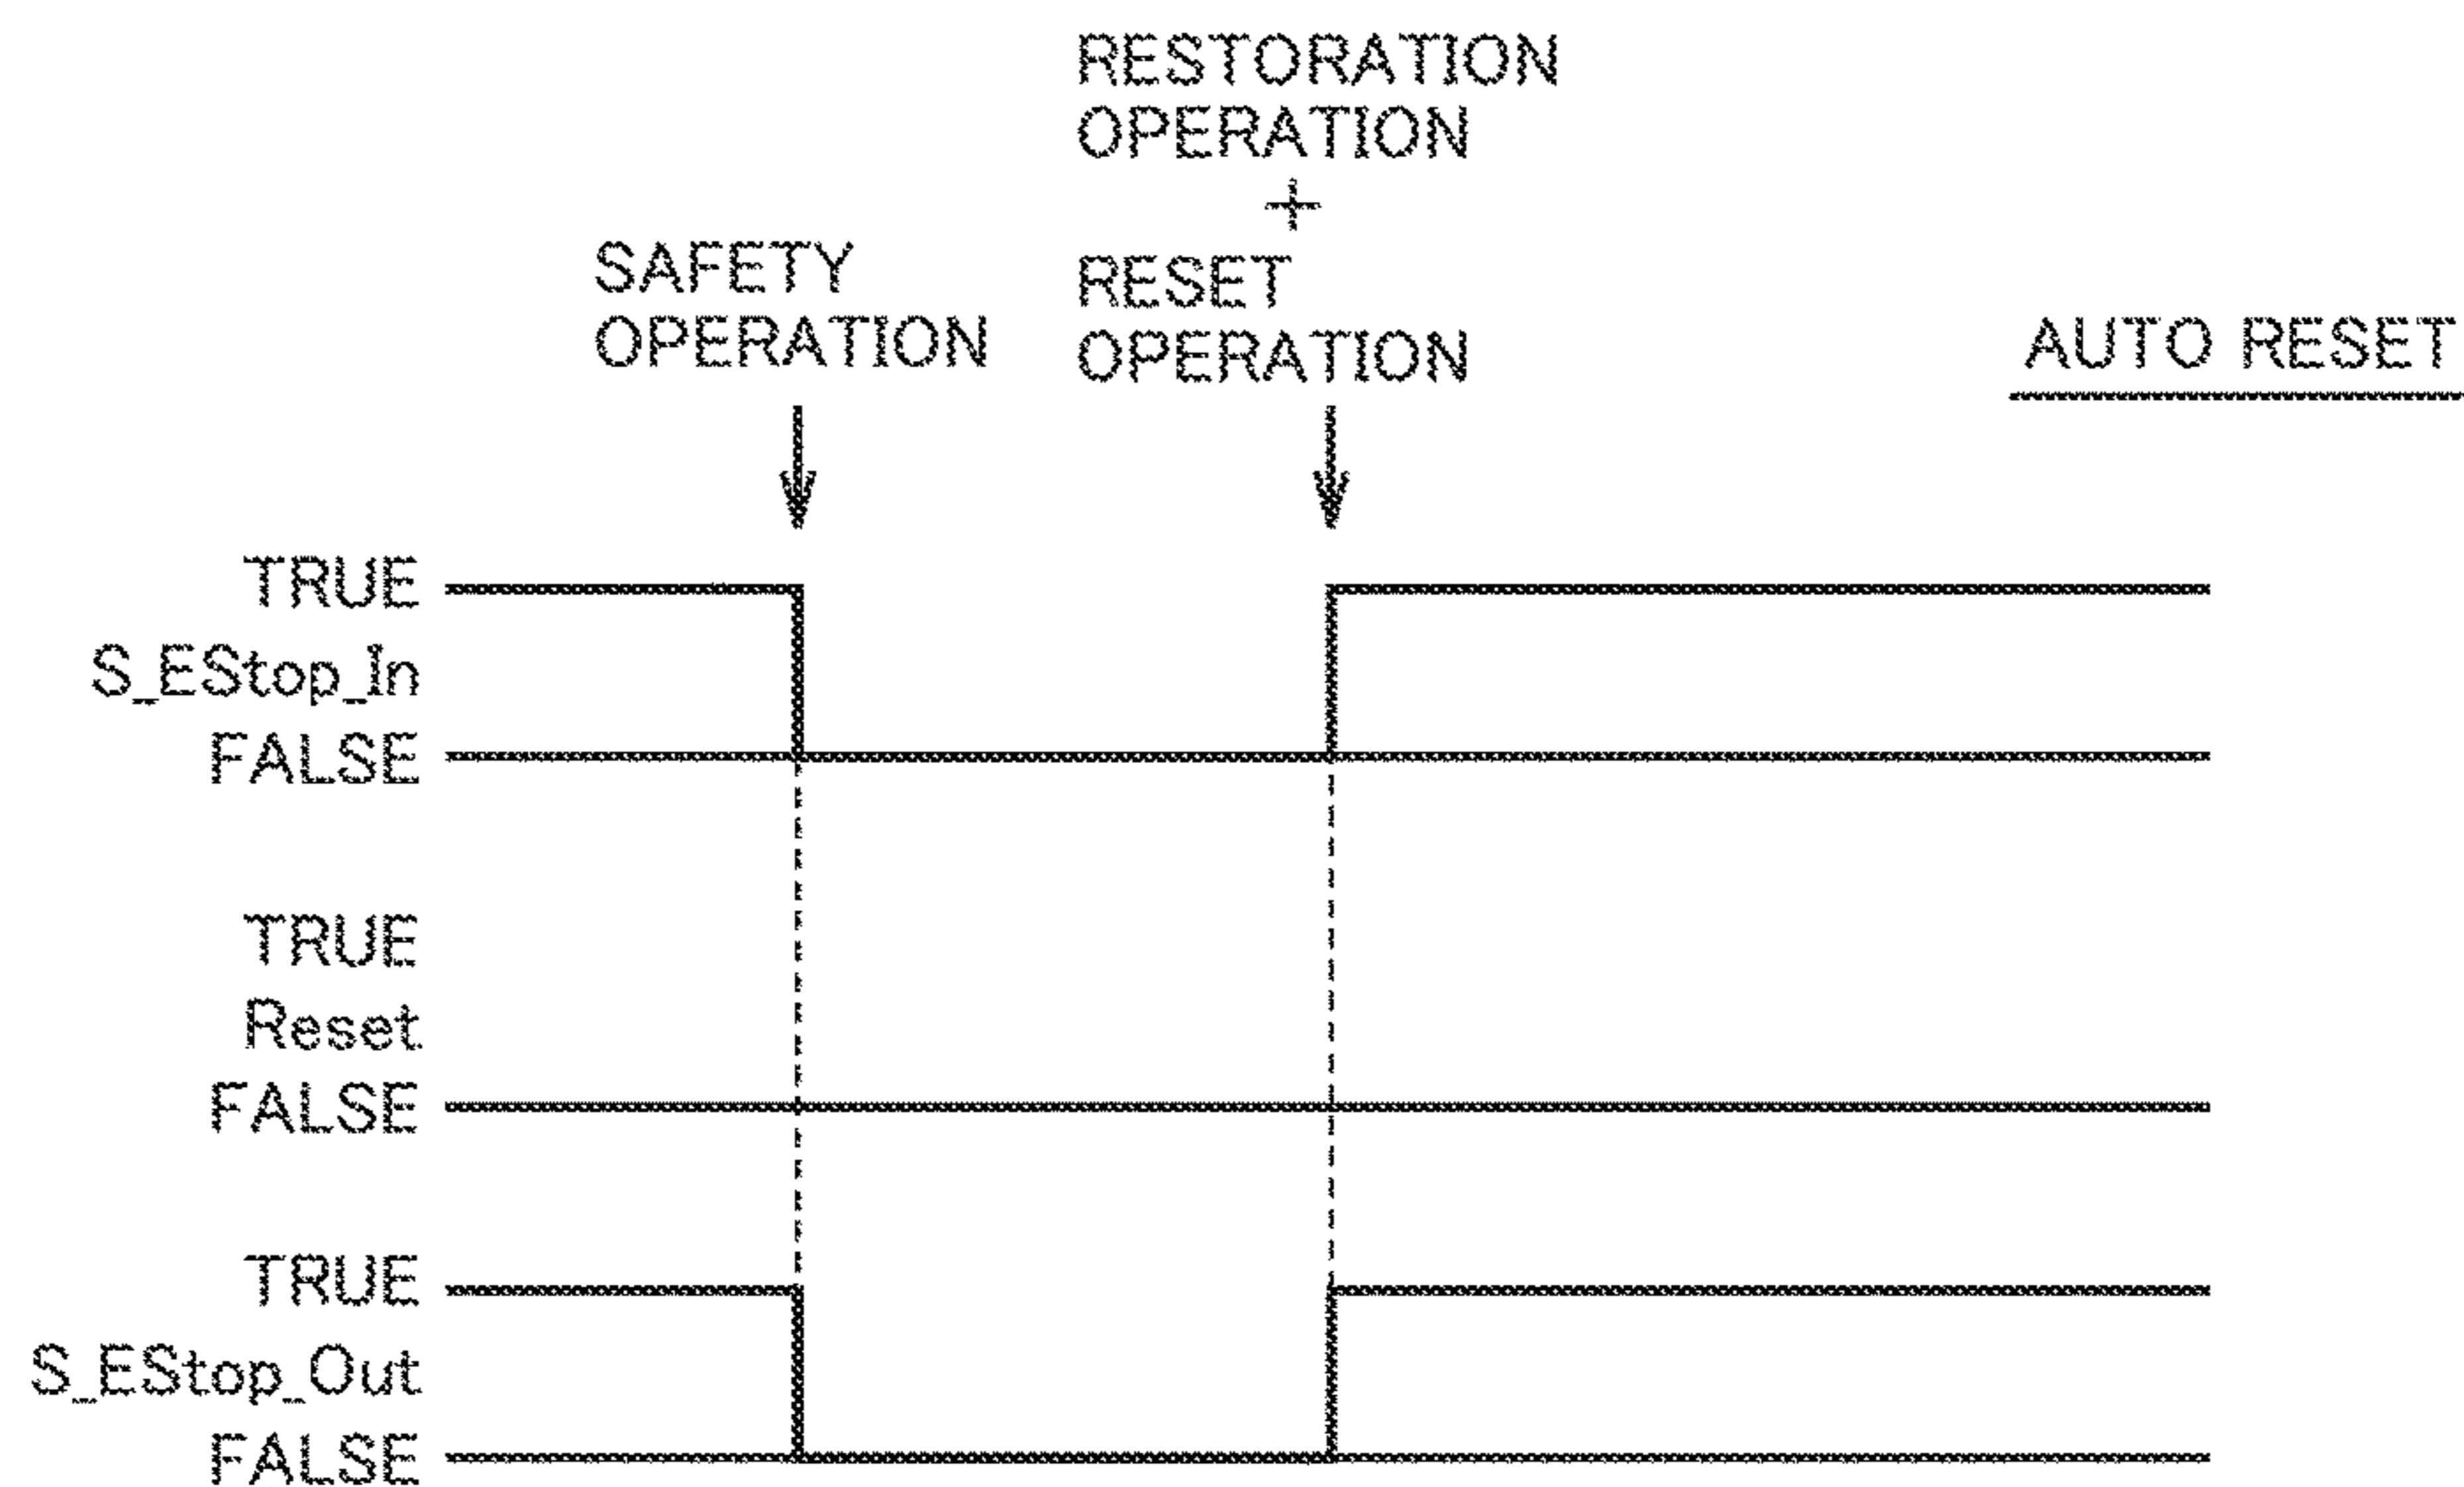 RESTORATION
OPERATION
+
RESET
OPERATION
SAFETY
OPERATION
AUTO RESET
TRUE
S_EStop_In
FALSE
TRUE
Reset
FALSE
TRUE
S_EStop_Out
FALSE